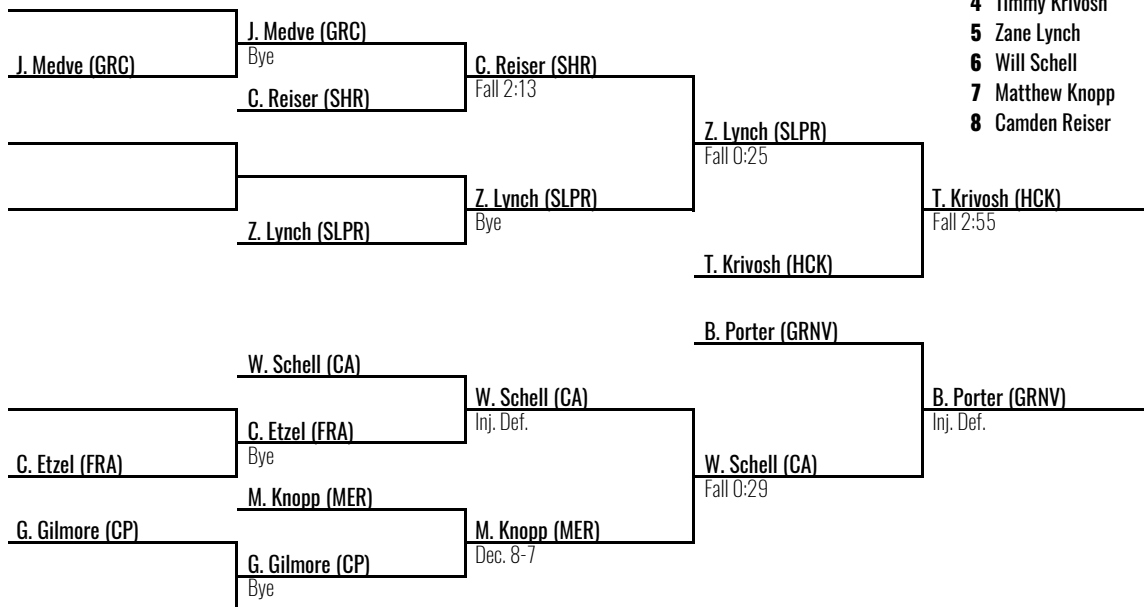 4 Timmy Krivosh
5 Zane Lynch
6 Will Schell
7 Matthew Knopp
8 Camden Reiser
J. Medve (GRC)
J. Medve (GRC)
Bye
C. Reiser (SHR)
C. Reiser (SHR)
Fall 2:13
Z. Lynch (SLPR)
Z. Lynch (SLPR)
Bye
Z. Lynch (SLPR)
Fall 0:25
T. Krivosh (HCK)
T. Krivosh (HCK)
Fall 2:55
C. Etzel (FRA)
W. Schell (CA)
C. Etzel (FRA)
Bye
W. Schell (CA)
Inj. Def.
G. Gilmore (CP)
M. Knopp (MER)
G. Gilmore (CP)
Bye
M. Knopp (MER)
Dec. 8-7
B. Porter (GRNV)
W. Schell (CA)
Fall 0:29
B. Porter (GRNV)
Inj. Def.